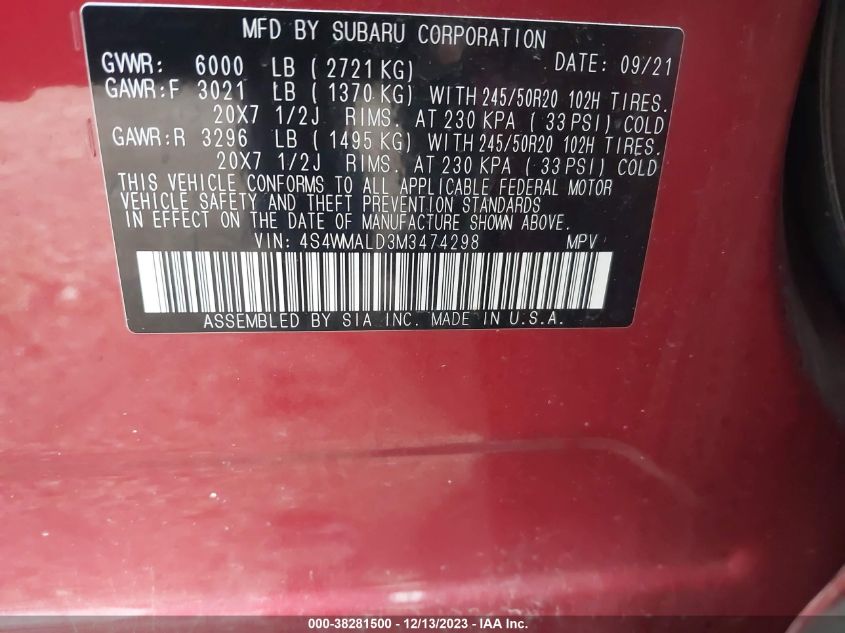 MFD BY SUBARU CORPORATION
GVWR: 6000 LB ( 2721 KG) DATE: 09/21
GAWR:F 3021 LB ( 1370 KG) WITH 245/50R20 102H TIRES.
20X7 1/2J RIMS. AT 230 KPA ( 33 PSI) COLD
GAWR:R 3296 LB ( 1495 KG) WITH 245/50R20 102H TIRES.
20X7 1/2J RIMS. AT 230 KPA ( 33 PSI) COLD
THIS VEHICLE CONFORMS TO ALL APPLICABLE FEDERAL MOTOR
VEHICLE SAFETY AND THEFT PREVENTION STANDARDS
IN EFFECT ON THE DATE OF MANUFACTURE SHOWN ABOVE.
VIN: 4S4WMALD3M3474298 MPV
ASSEMBLED BY SIA INC. MADE IN U.S.A.
000-38281500 - 12/13/2023 - IAA Inc.